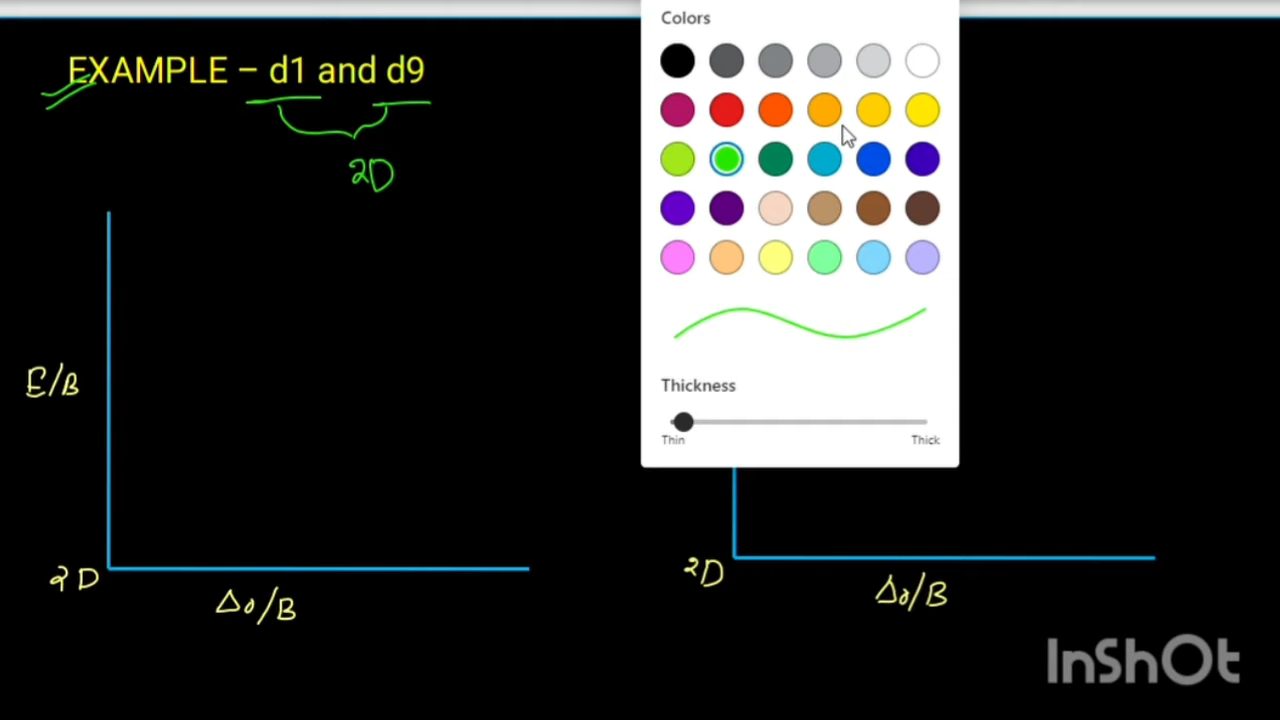 Colors
EXAMPLE – d1 and d9
2D
E/B
Thickness
Thin Thick
2D
Δo/B
2D
Δo/B
InShOt